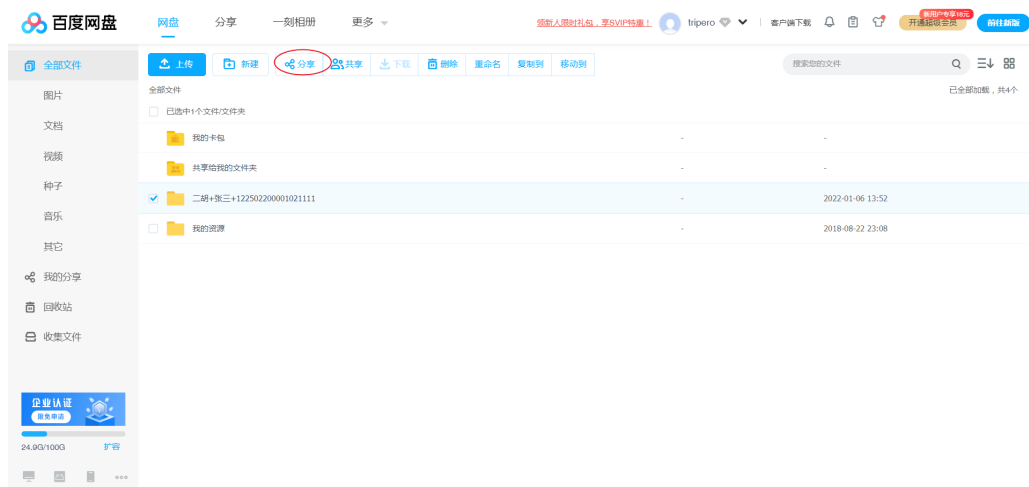 百度网盘
网盘 分享 一刻相册 更多
领新人限时礼包，享SVIP特惠！
tripero
客户端下载
新用户专享18元
开通超级会员
前往新版
全部文件
图片
文档
视频
种子
音乐
其它
我的分享
回收站
收集文件
企业认证
限免申请
24.9G/100G 扩容
上传 新建 分享 共享 下载 删除 重命名 复制到 移动到
搜索您的文件
全部文件 已全部加载，共4个
已选中1个文件/文件夹
我的卡包 - -
共享给我的文件夹 - -
二胡+张三+122502200001021111 - 2022-01-06 13:52
我的资源 - 2018-08-22 23:08